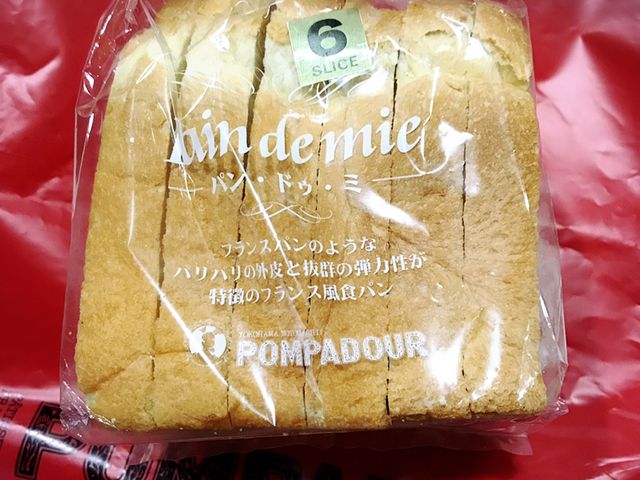 6
SLICE
Pain de mie
パン・ドゥ・ミ
フランスパンのような
パリパリの外皮と抜群の弾力性が
特徴のフランス風食パン
YOKOHAMA MOTOMACHI
POMPADOUR